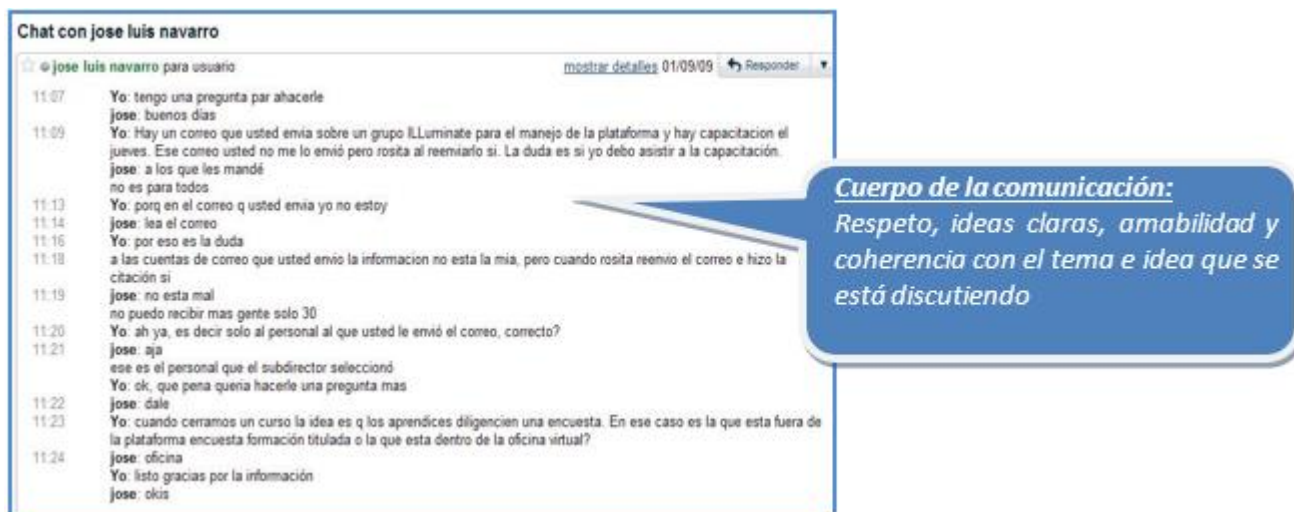 Chat con jose luis navarro
jose luis navarro para usuario mostrar detalles 01/09/09 Responder
11:07 Yo: tengo una pregunta par ahacerle
jose: buenos días
11:09 Yo: Hay un correo que usted envia sobre un grupo ILLuminate para el manejo de la plataforma y hay capacitacion el
jueves. Ese correo usted no me lo envió pero rosita al reenviarlo si. La duda es si yo debo asistir a la capacitación.
jose: a los que les mandé
no es para todos
11:13 Yo: porq en el correo q usted envia yo no estoy
11:14 jose: lea el correo
11:16 Yo: por eso es la duda
11:18 a las cuentas de correo que usted envio la informacion no esta la mia, pero cuando rosita reenvio el correo e hizo la
citación si
11:19 jose: no esta mal
no puedo recibir mas gente solo 30
11:20 Yo: ah ya, es decir solo al personal al que usted le envió el correo, correcto?
11:21 jose: aja
ese es el personal que el subdirector seleccionó
Yo: ok, que pena queria hacerle una pregunta mas
11:22 jose: dale
11:23 Yo: cuando cerramos un curso la idea es q los aprendices diligencien una encuesta. En ese caso es la que esta fuera de
la plataforma encuesta formación titulada o la que esta dentro de la oficina virtual?
11:24 jose: oficina
Yo: listo gracias por la información
jose: okis
Cuerpo de la comunicación:
Respeto, ideas claras, amabilidad y
coherencia con el tema e idea que se
está discutiendo